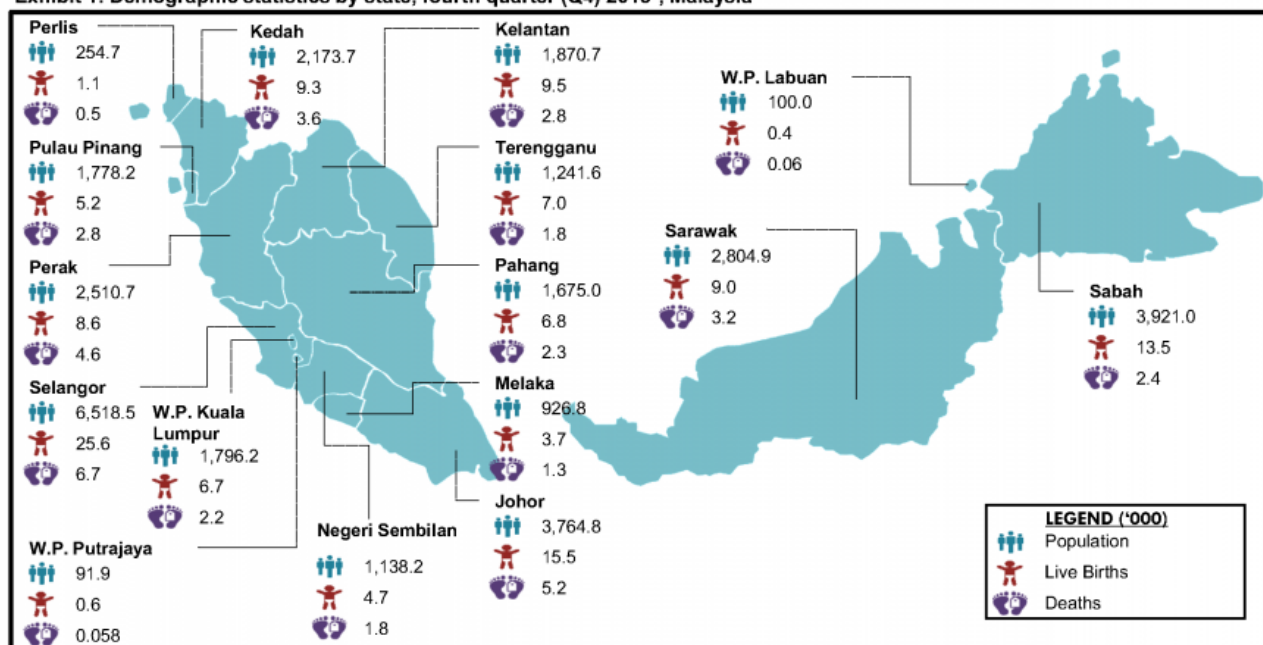 Perlis
254.7
1.1
0.5
Kedah
2,173.7
9.3
3.6
Kelantan
1,870.7
9.5
2.8
W.P. Labuan
100.0
0.4
0.06
Pulau Pinang
1,778.2
5.2
2.8
Terengganu
1,241.6
7.0
1.8
Sarawak
2,804.9
9.0
3.2
Perak
2,510.7
8.6
4.6
Pahang
1,675.0
6.8
2.3
Sabah
3,921.0
13.5
2.4
Selangor
6,518.5
25.6
6.7
W.P. Kuala
Lumpur
1,796.2
6.7
2.2
Melaka
926.8
3.7
1.3
Johor
3,764.8
15.5
5.2
W.P. Putrajaya
91.9
0.6
0.058
Negeri Sembilan
1,138.2
4.7
1.8
LEGEND ('000)
Population
Live Births
Deaths